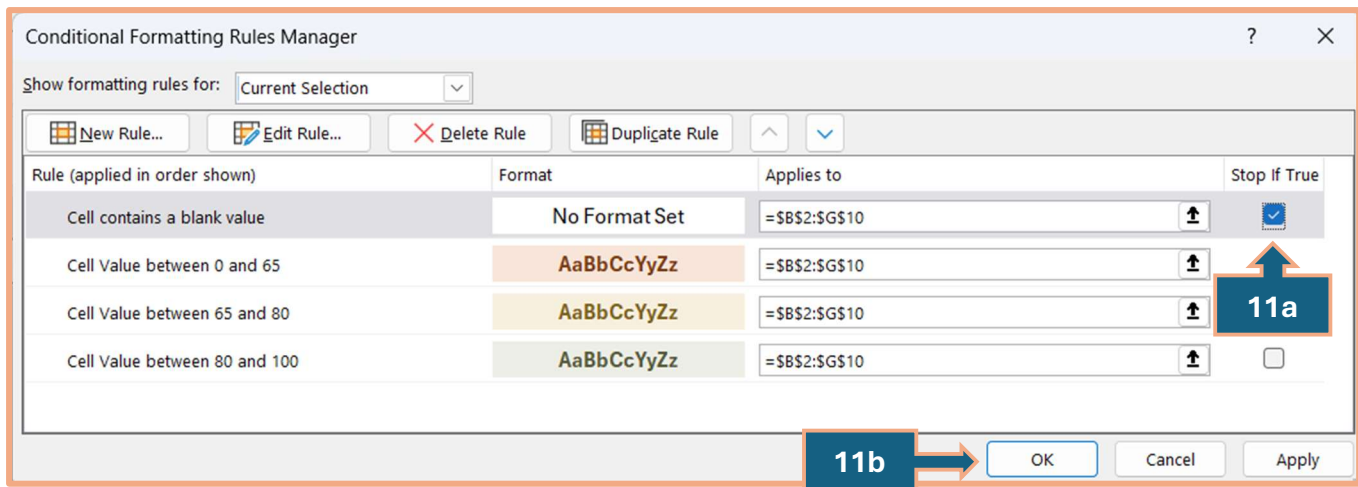 Conditional Formatting Rules Manager ? ×
Show formatting rules for: Current Selection
New Rule... Edit Rule... Delete Rule Duplicate Rule
Rule (applied in order shown) Format Applies to Stop If True
Cell contains a blank value No Format Set =$B$2:$G$10
Cell Value between 0 and 65 AaBbCcYyZz =$B$2:$G$10
11a
Cell Value between 65 and 80 AaBbCcYyZz =$B$2:$G$10
Cell Value between 80 and 100 AaBbCcYyZz =$B$2:$G$10
11b OK Cancel Apply